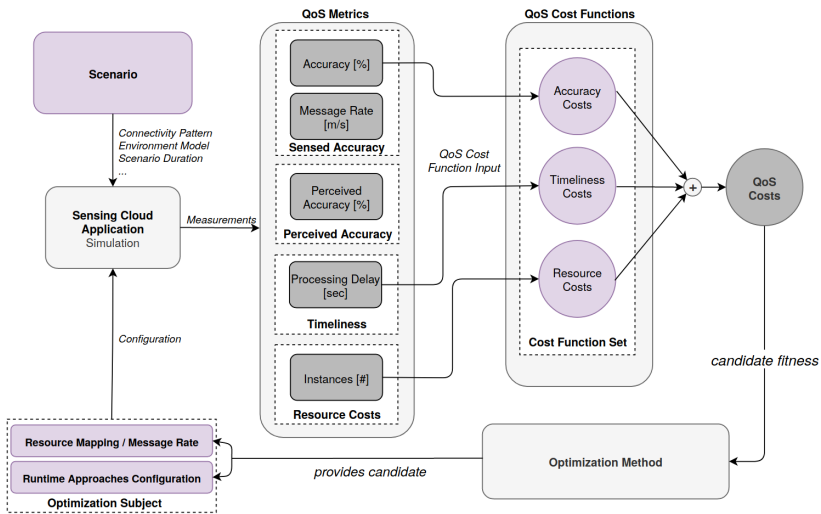 QoS Metrics
QoS Cost Functions
Scenario
Accuracy [%]
Message Rate
[m/s]
Sensed Accuracy
Accuracy
Costs
Connectivity Pattern
Environment Model
Scenario Duration
...
QoS Cost
Function Input
Timeliness
Costs
+
QoS
Costs
Sensing Cloud
Application
Simulation
Measurements
Perceived
Accuracy [%]
Perceived Accuracy
Processing Delay
[sec]
Timeliness
Resource
Costs
Cost Function Set
Configuration
Instances [#]
Resource Costs
candidate fitness
Resource Mapping / Message Rate
Runtime Approaches Configuration
Optimization Subject
provides candidate
Optimization Method